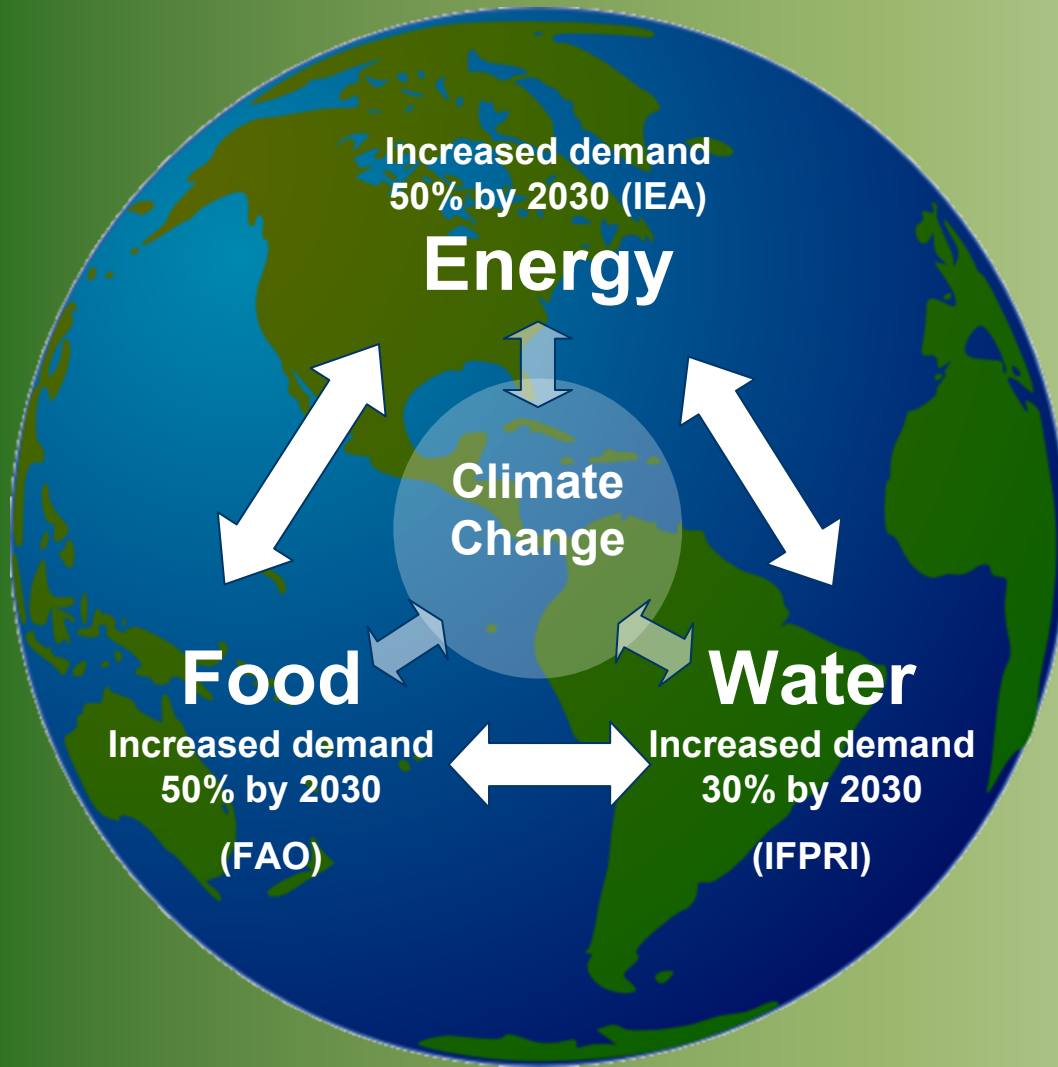 Increased demand
50% by 2030 (IEA)
Energy
Climate
Change
Food
Increased demand
50% by 2030
(FAO)
Water
Increased demand
30% by 2030
(IFPRI)